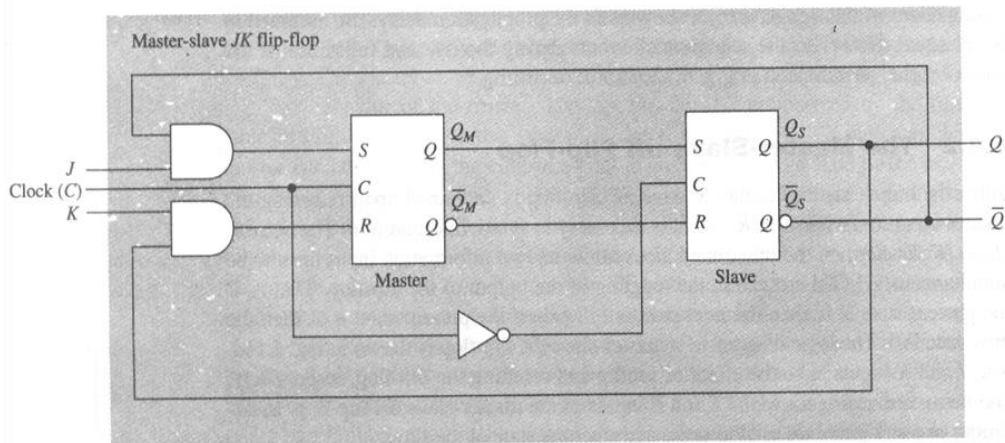 Master-slave JK flip-flop
J
Clock (C)
K
S
C
R
Q
Q
Q_M
Q̅_M
Master
S
C
R
Q
Q
Q_S
Q̅_S
Slave
Q
Q̅